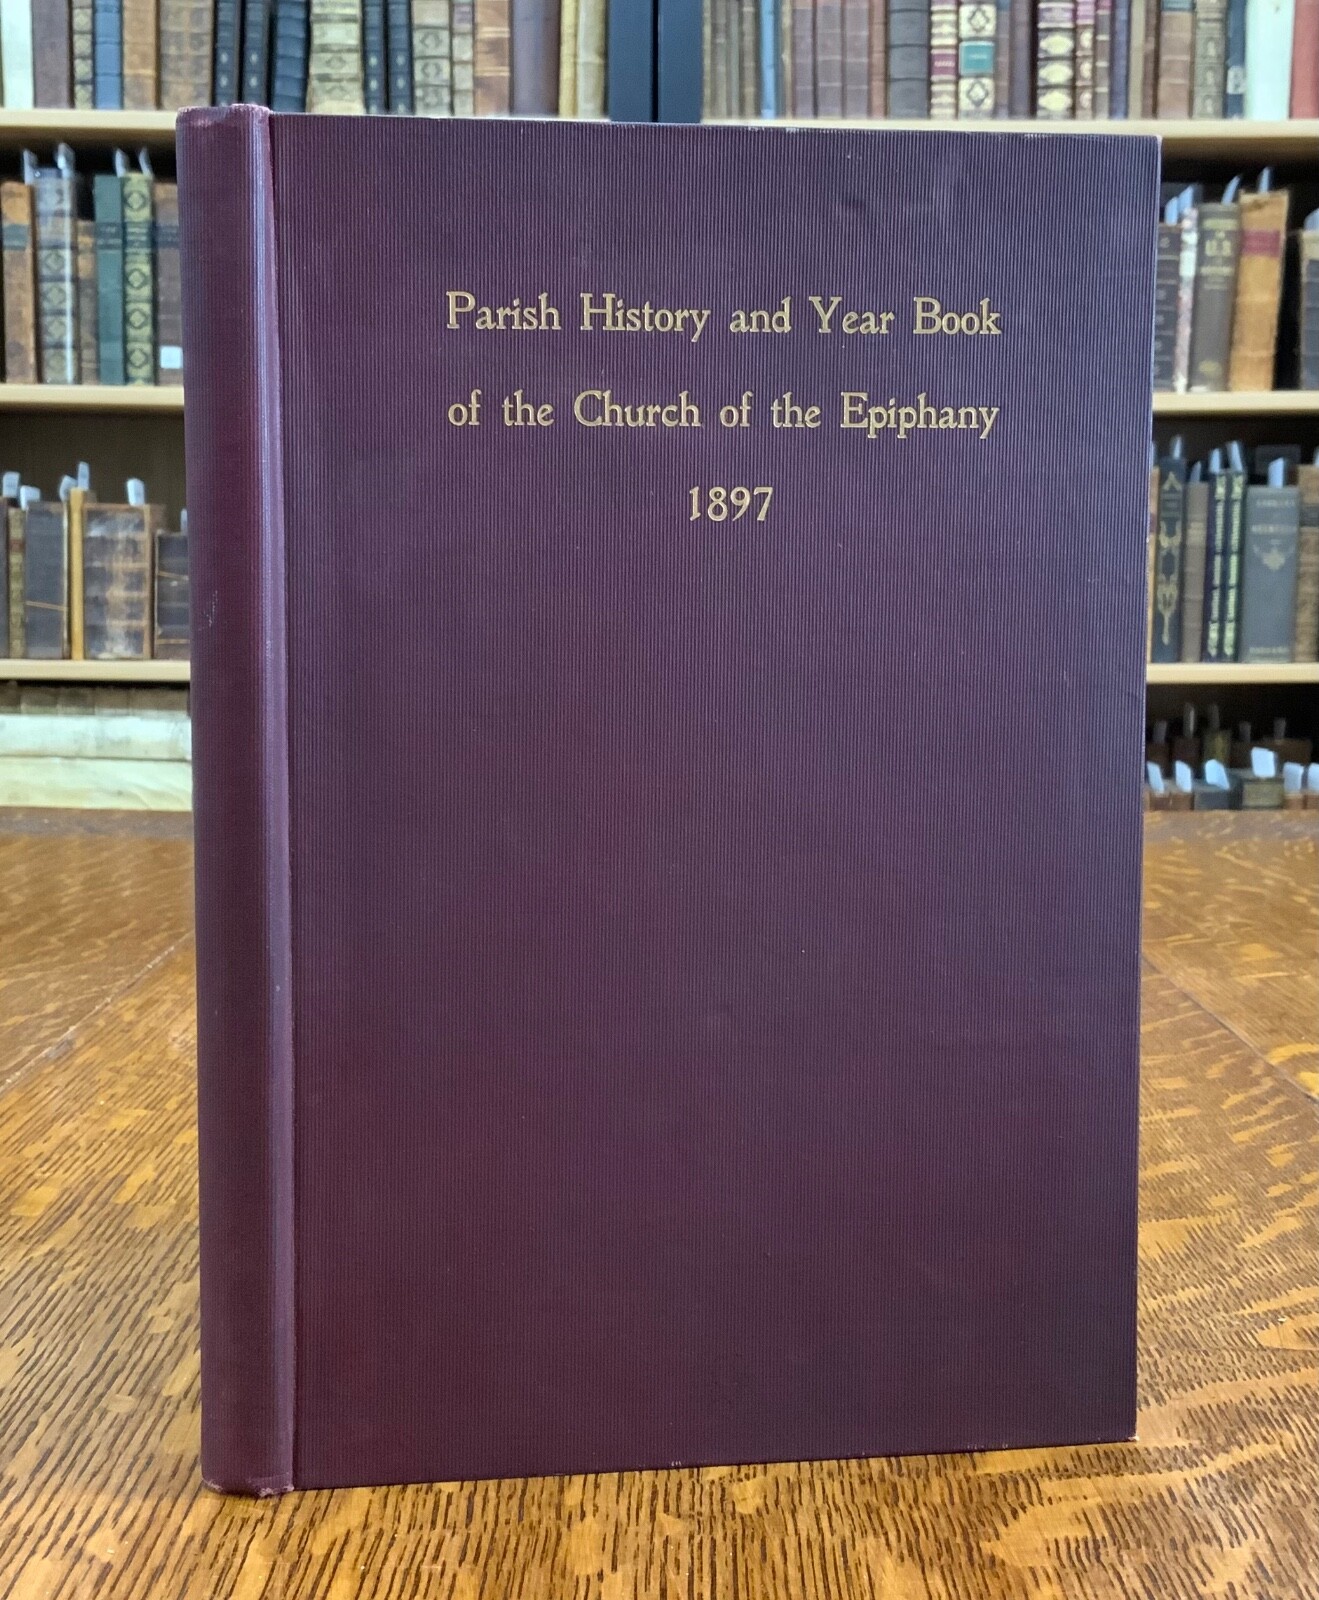 Parish History and Year Book
of the Church of the Epiphany
1897